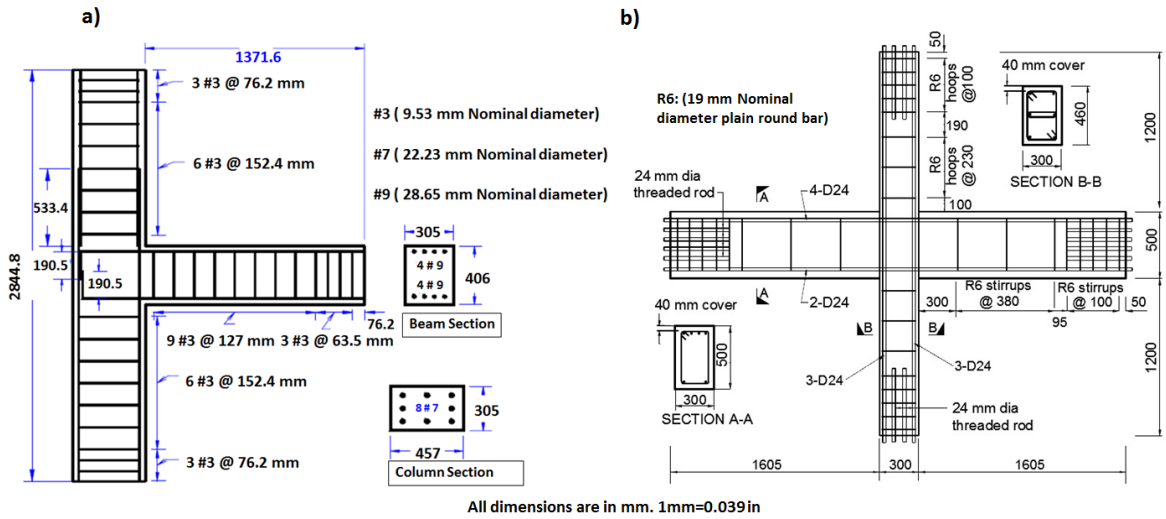 a)
1371.6
3 #3 @ 76.2 mm
6 #3 @ 152.4 mm
533.4
190.5
190.5
2844.8
76.2
9 #3 @ 127 mm 3 #3 @ 63.5 mm
6 #3 @ 152.4 mm
3 #3 @ 76.2 mm
#3 ( 9.53 mm Nominal diameter)
#7 ( 22.23 mm Nominal diameter)
#9 ( 28.65 mm Nominal diameter)
305
4 # 9
4 # 9
406
Beam Section
8#7
305
457
Column Section
b)
R6: (19 mm Nominal
diameter plain round bar)
50
R6
hoops
@100
190
R6
hoops
@ 230
100
40 mm cover
460
300
SECTION B-B
1200
24 mm dia
threaded rod
A
4-D24
500
2-D24
A
R6 stirrups
@ 380
R6 stirrups
@ 100
300
50
95
40 mm cover
500
300
SECTION A-A
B
B
3-D24
3-D24
1200
24 mm dia
threaded rod
1605
300
1605
All dimensions are in mm. 1mm=0.039 in